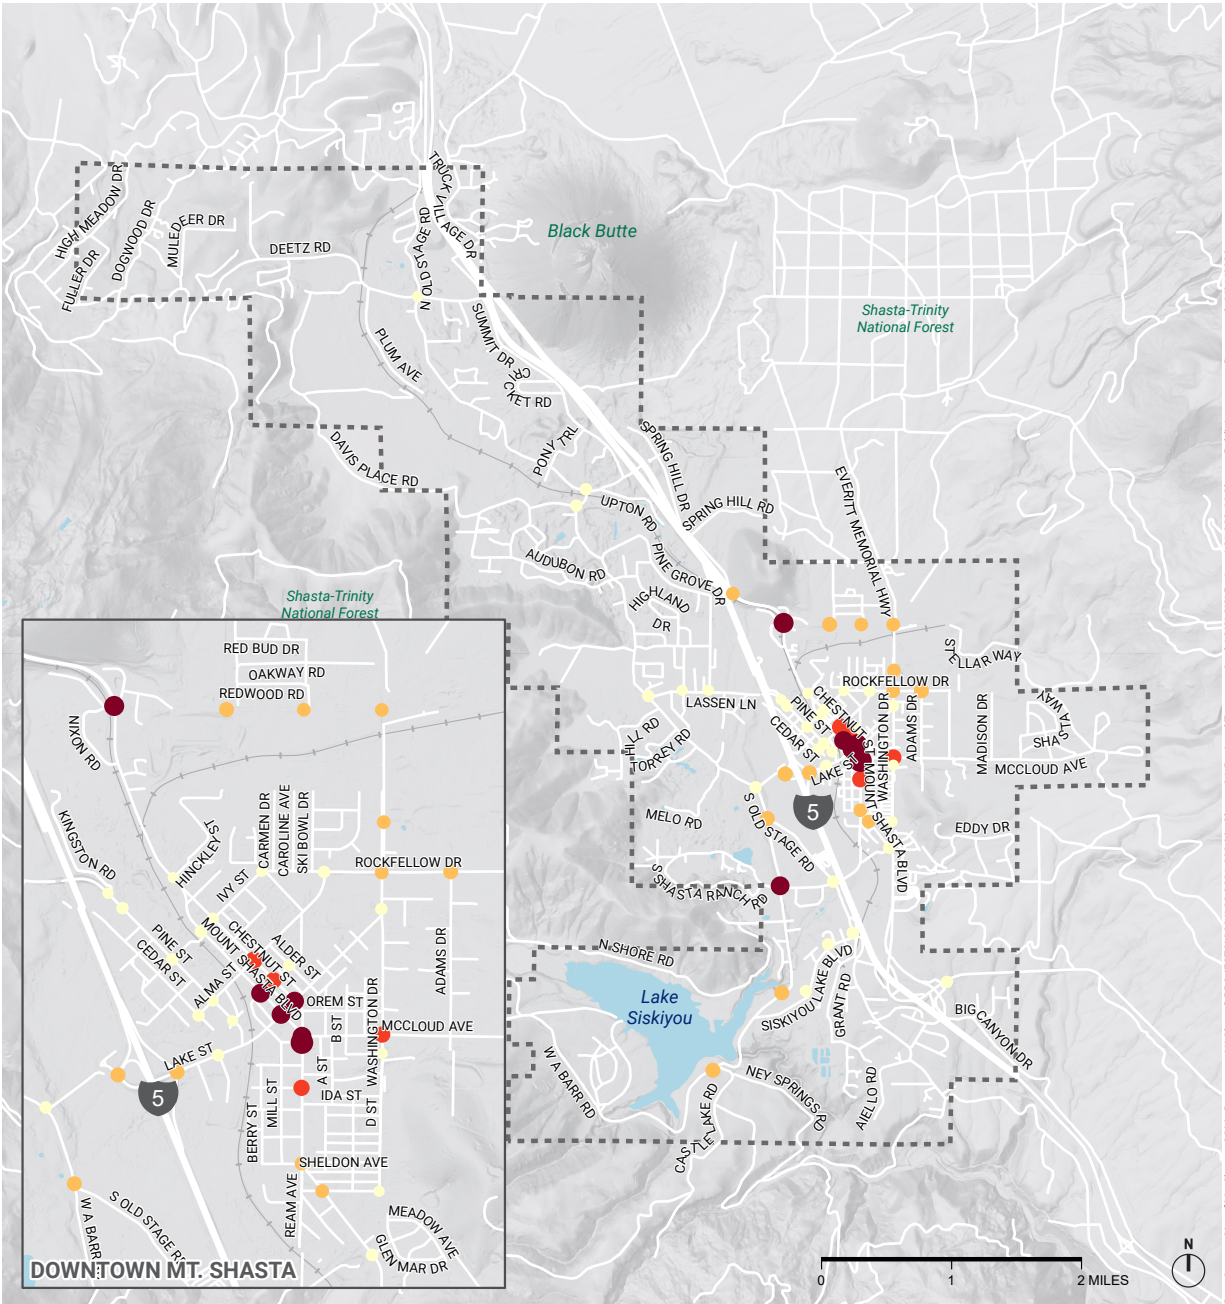 TRUCK VILLAGE DR
HIGH MEADOW DR
DOGWOOD DR
MULEDEER DR
FULLER DR
DEETZ RD
N OLD STAGE RD
Black Butte
Shasta-Trinity
National Forest
SUMMIT DR
CRICKET RD
PLUM AVE
PONY TRL
DAVIS PLACE RD
SPRING HILL DR
SPRING HILL RD
UPTON RD
EVERITT MEMORIAL HWY
AUDUBON RD
PINE GROVE DR
HIGHLAND
DR
Shasta-Trinity
National Forest
STELLAR WAY
ROCKFELLOW DR
LASSEN LN
CHESTNUT ST
PINE ST
CEDAR ST
LAKE ST
WASHINGTON DR
ADAMS DR
MADISON DR
SHASTA WAY
MCCLOUD AVE
HILL RD
TORREY RD
MELO RD
5
MOUNT SHASTA BLVD
EDDY DR
S OLD STAGE RD
S SHASTA RANCH RD
N SHORE RD
Lake
Siskiyou
SISKIYOU LAKE BLVD
GRANT RD
BIG CANYON DR
W A BARR RD
NEY SPRINGS RD
AIELLO RD
CASTLE LAKE RD
RED BUD DR
OAKWAY RD
REDWOOD RD
NIXON RD
KINGSTON RD
HINCKLEY ST
CARMEN DR
CAROLINE AVE
SKI BOWL DR
ROCKFELLOW DR
IVY ST
PINE ST
CEDAR ST
MOUNT SHASTA BLVD
CHESTNUT ST
ALDER ST
ALMA ST
OREM ST
ADAMS DR
B ST
WASHINGTON DR
MCCLOUD AVE
LAKE ST
A ST
5
MILL ST
IDA ST
D ST
BERRY ST
SHELDON AVE
REAM AVE
W A BARR
S OLD STAGE RD
MEADOW AVE
GLEN MAR DR
DOWNTOWN MT. SHASTA
N
0 1 2 MILES